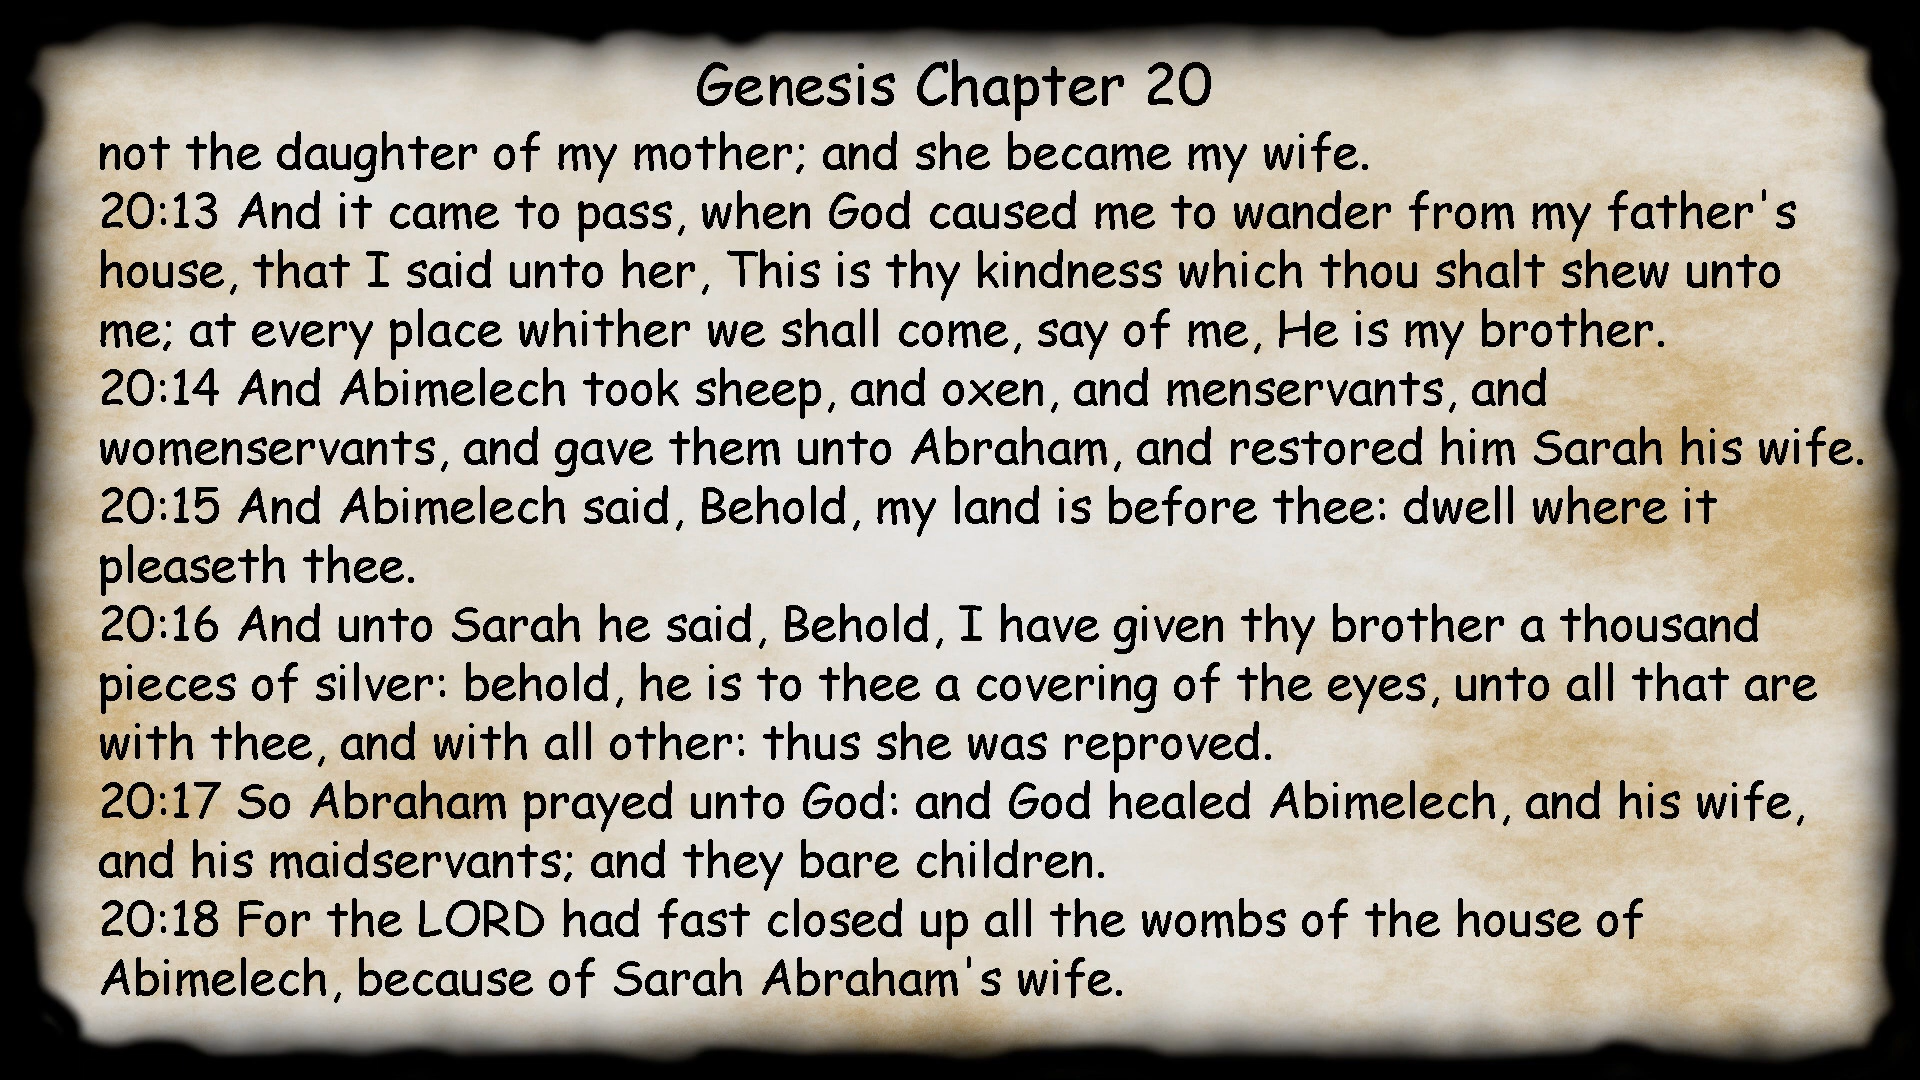 Genesis Chapter 20
not the daughter of my mother; and she became my wife.
20:13 And it came to pass, when God caused me to wander from my father's
house, that I said unto her, This is thy kindness which thou shalt shew unto
me; at every place whither we shall come, say of me, He is my brother.
20:14 And Abimelech took sheep, and oxen, and menservants, and
womenservants, and gave them unto Abraham, and restored him Sarah his wife.
20:15 And Abimelech said, Behold, my land is before thee: dwell where it
pleaseth thee.
20:16 And unto Sarah he said, Behold, I have given thy brother a thousand
pieces of silver: behold, he is to thee a covering of the eyes, unto all that are
with thee, and with all other: thus she was reproved.
20:17 So Abraham prayed unto God: and God healed Abimelech, and his wife,
and his maidservants; and they bare children.
20:18 For the LORD had fast closed up all the wombs of the house of
Abimelech, because of Sarah Abraham's wife.